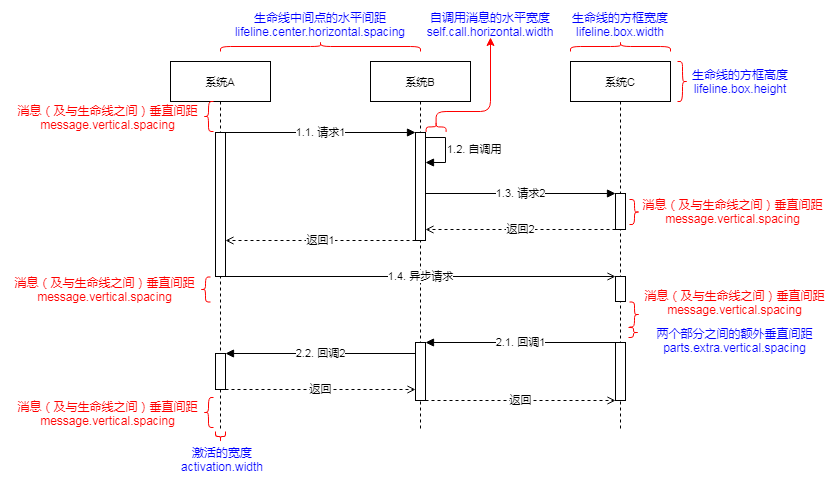 生命线中间点的水平间距
lifeline.center.horizontal.spacing
自调用消息的水平宽度
self.call.horizontal.width
生命线的方框宽度
lifeline.box.width
系统A
系统B
系统C
生命线的方框高度
lifeline.box.height
消息（及与生命线之间）垂直间距
message.vertical.spacing
1.1. 请求1
1.2. 自调用
1.3. 请求2
消息（及与生命线之间）垂直间距
message.vertical.spacing
返回2
返回1
1.4. 异步请求
消息（及与生命线之间）垂直间距
message.vertical.spacing
消息（及与生命线之间）垂直间距
message.vertical.spacing
两个部分之间的额外垂直间距
parts.extra.vertical.spacing
2.1. 回调1
2.2. 回调2
返回
返回
消息（及与生命线之间）垂直间距
message.vertical.spacing
激活的宽度
activation.width